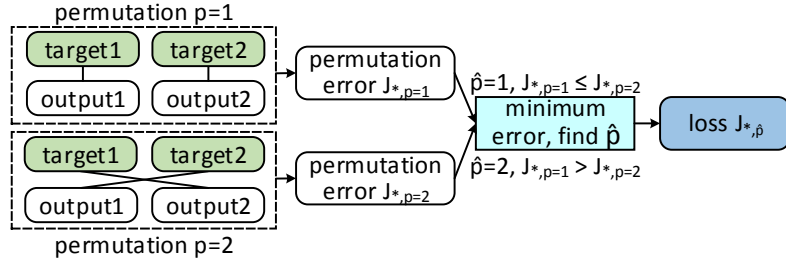 permutation p=1
target1 target2
output1 output2
permutation
error J*,p=1
p̂=1, J*,p=1 ≤ J*,p=2
minimum
error, find p̂
loss J*,p̂
p̂=2, J*,p=1 > J*,p=2
target1 target2
output1 output2
permutation
error J*,p=2
permutation p=2